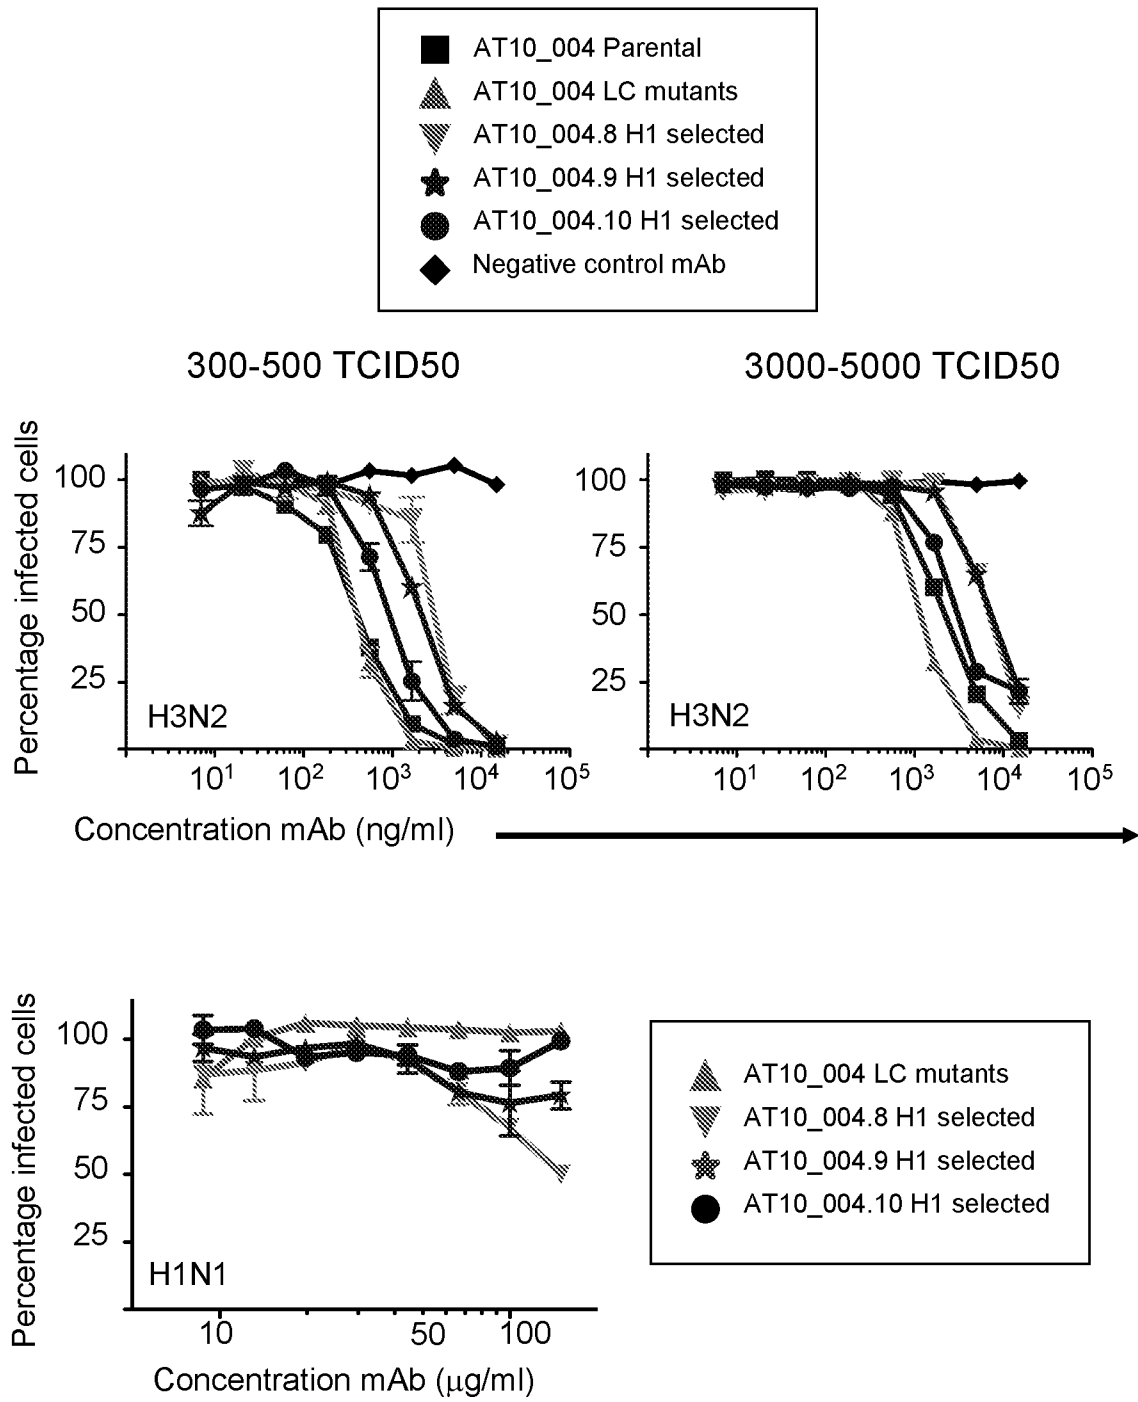 AT10_004 Parental
AT10_004 LC mutants
AT10_004.8 H1 selected
AT10_004.9 H1 selected
AT10_004.10 H1 selected
Negative control mAb
300-500 TCID50
3000-5000 TCID50
Percentage infected cells
100
75
50
25
H3N2
10¹ 10² 10³ 10⁴ 10⁵
100
75
50
25
H3N2
10¹ 10² 10³ 10⁴ 10⁵
Concentration mAb (ng/ml)
Percentage infected cells
100
75
50
25
H1N1
10 50 100
Concentration mAb (μg/ml)
AT10_004 LC mutants
AT10_004.8 H1 selected
AT10_004.9 H1 selected
AT10_004.10 H1 selected